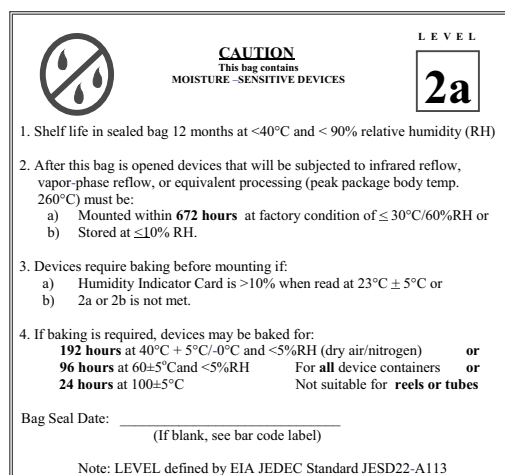 LEVEL
CAUTION
This bag contains
MOISTURE –SENSITIVE DEVICES
2a
1. Shelf life in sealed bag 12 months at <40°C and < 90% relative humidity (RH)
2. After this bag is opened devices that will be subjected to infrared reflow,
vapor-phase reflow, or equivalent processing (peak package body temp.
260°C) must be:
a) Mounted within 672 hours at factory condition of ≤ 30°C/60%RH or
b) Stored at ≤10% RH.
3. Devices require baking before mounting if:
a) Humidity Indicator Card is >10% when read at 23°C ± 5°C or
b) 2a or 2b is not met.
4. If baking is required, devices may be baked for:
192 hours at 40°C + 5°C/-0°C and <5%RH (dry air/nitrogen) or
96 hours at 60±5°Cand <5%RH For all device containers or
24 hours at 100±5°C Not suitable for reels or tubes
Bag Seal Date: ______________________________
(If blank, see bar code label)
Note: LEVEL defined by EIA JEDEC Standard JESD22-A113